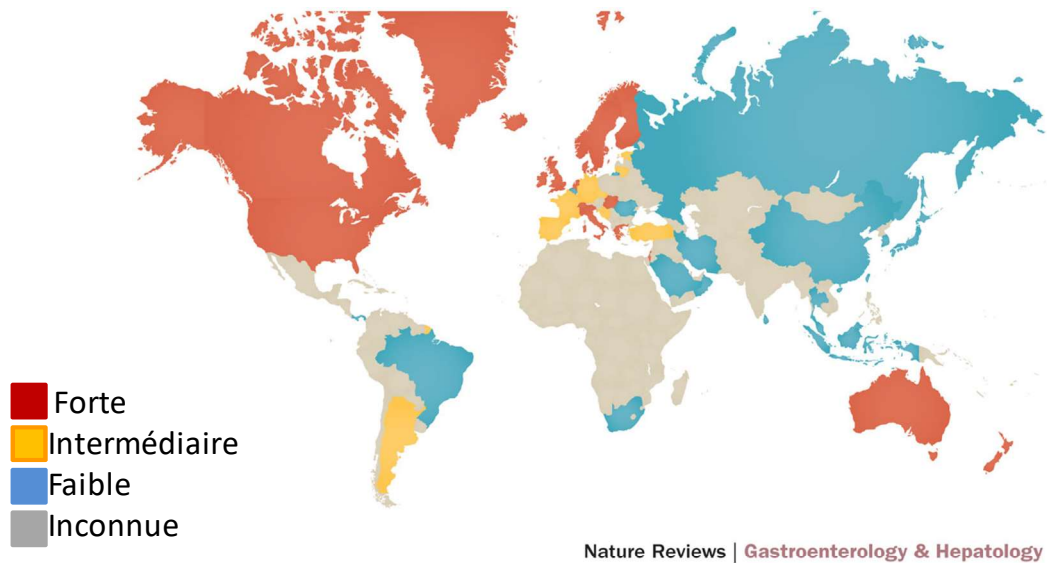 Forte
Intermédiaire
Faible
Inconnue
Nature Reviews | Gastroenterology & Hepatology